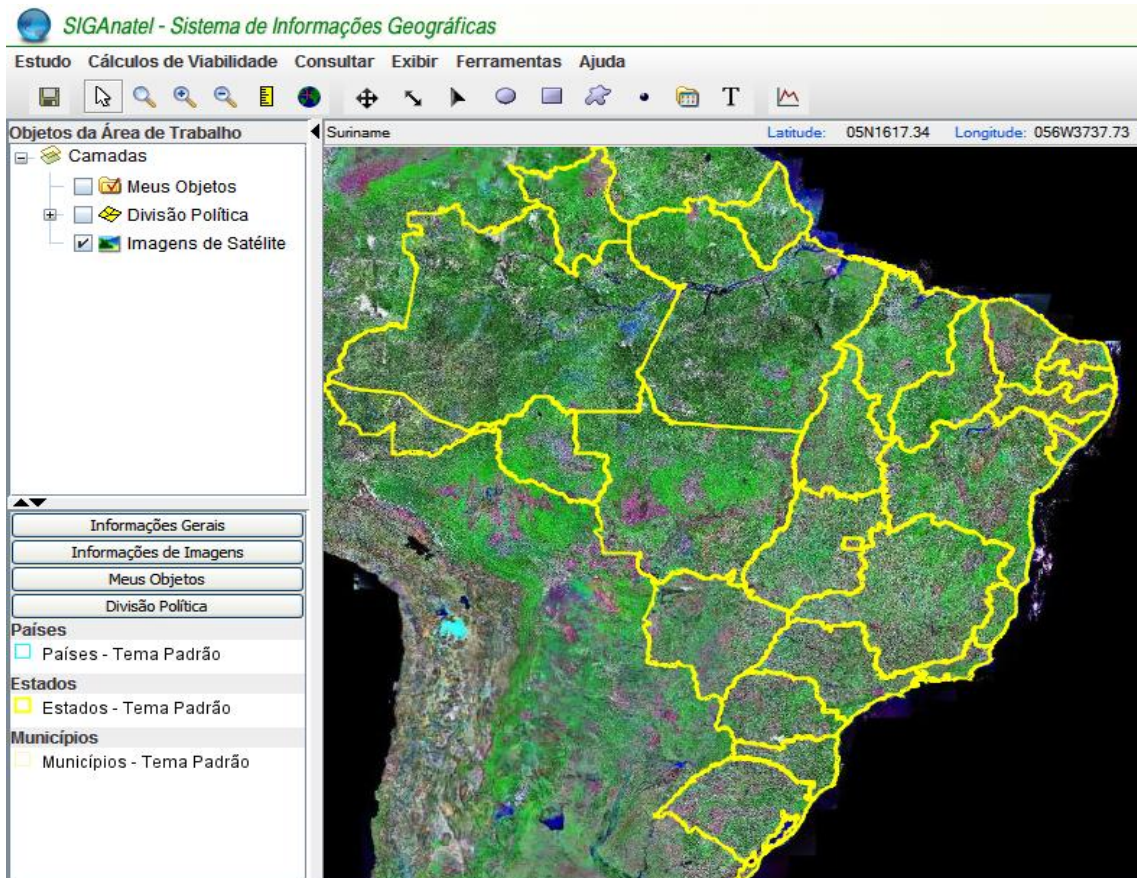 SIGAnatel - Sistema de Informações Geográficas
Estudo Cálculos de Viabilidade Consultar Exibir Ferramentas Ajuda
T
Objetos da Área de Trabalho
Suriname Latitude: 05N1617.34 Longitude: 056W3737.73
Camadas
Meus Objetos
Divisão Política
Imagens de Satélite
Informações Gerais
Informações de Imagens
Meus Objetos
Divisão Política
Países
Países - Tema Padrão
Estados
Estados - Tema Padrão
Municípios
Municípios - Tema Padrão